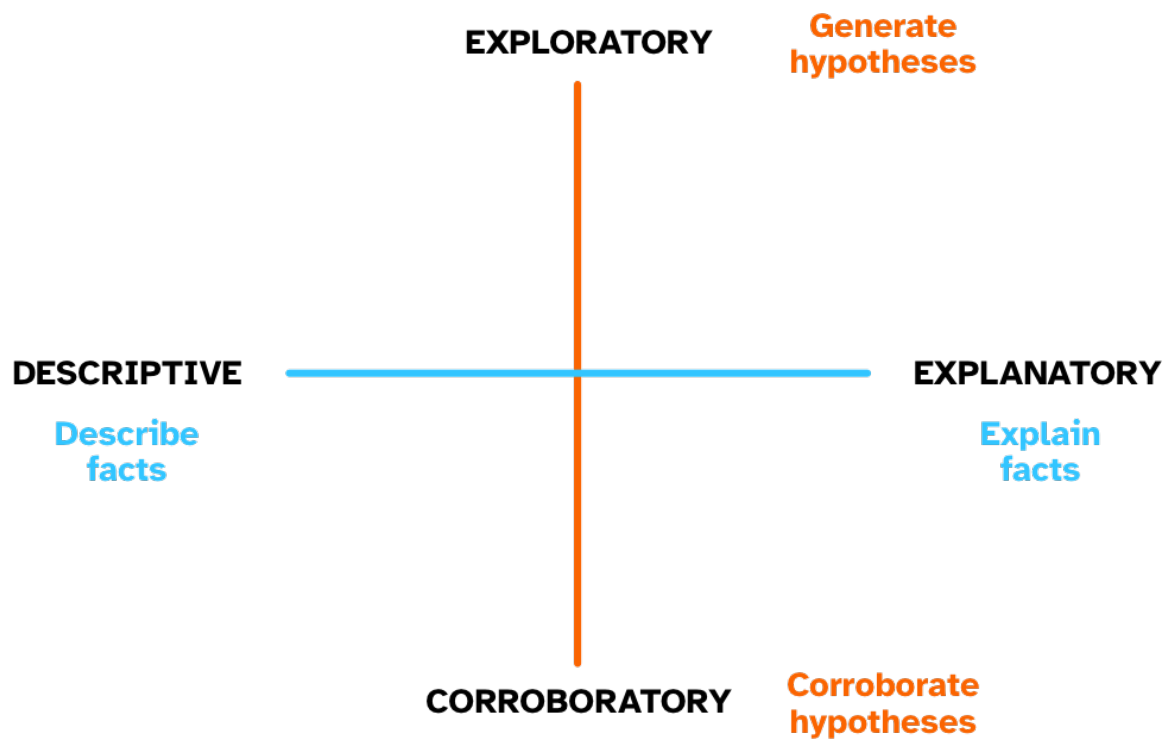 EXPLORATORY
Generate
hypotheses
DESCRIPTIVE
Describe
facts
EXPLANATORY
Explain
facts
CORROBORATORY
Corroborate
hypotheses